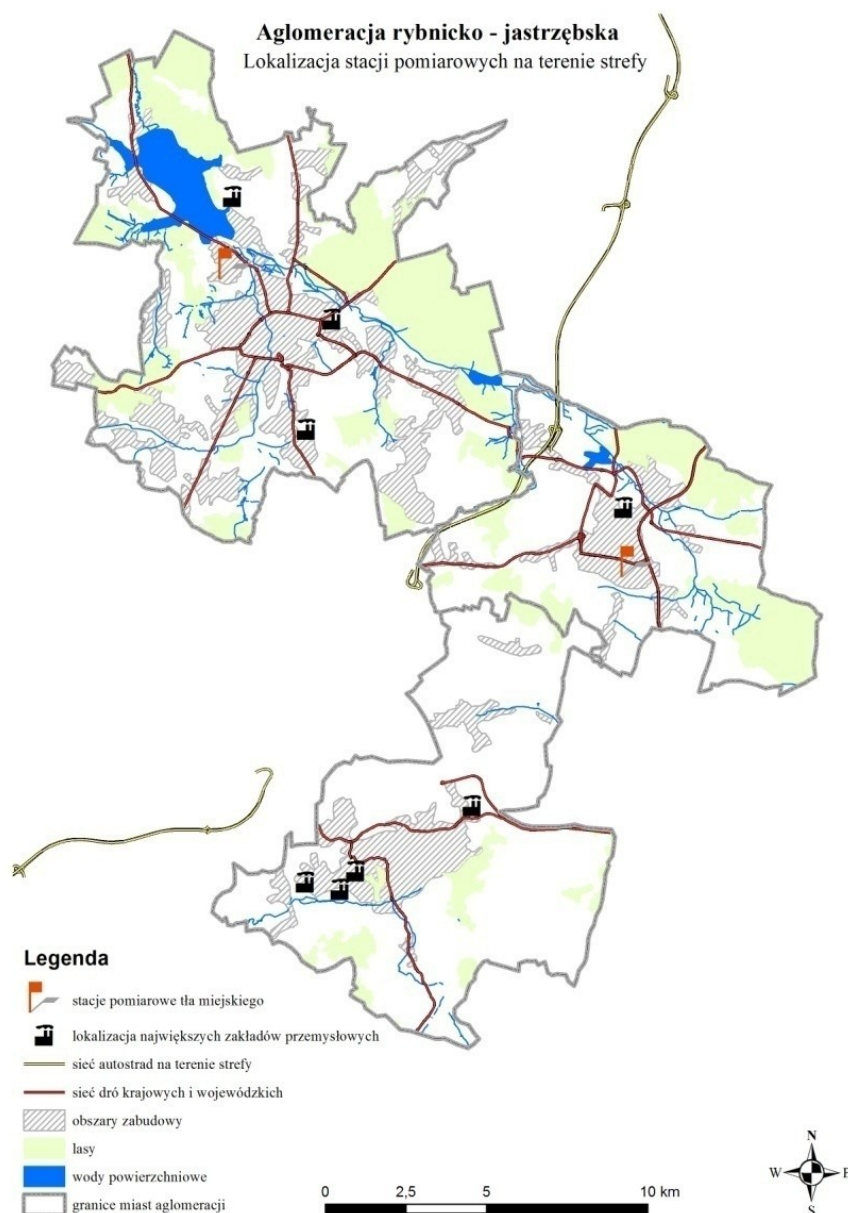 Aglomeracja rybnicko - jastrzębska
Lokalizacja stacji pomiarowych na terenie strefy
Legenda
stacje pomiarowe tła miejskiego
lokalizacja największych zakładów przemysłowych
sieć autostrad na terenie strefy
sieć dró krajowych i wojewódzkich
obszary zabudowy
lasy
wody powierzchniowe
granice miast aglomeracji
0 2,5 5 10 km
N
W E
S